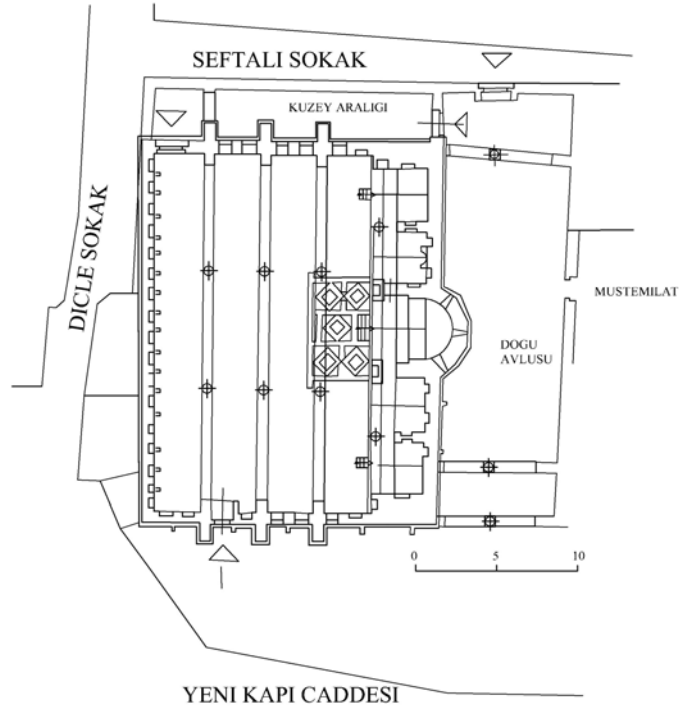 SEFTALI SOKAK
KUZEY ARALIGI
DICLE SOKAK
MUSTEMILAT
DOGU
AVLUSU
0 5 10
YENI KAPI CADDESI